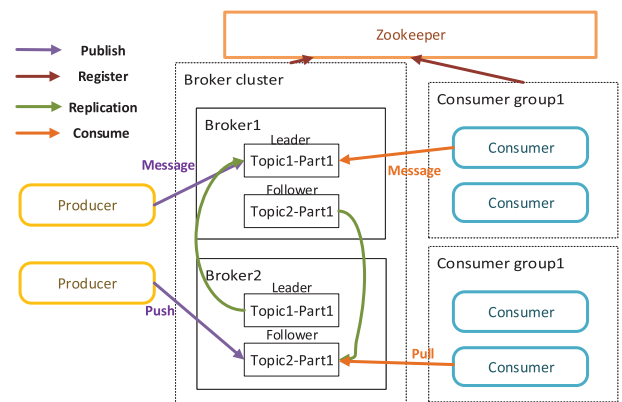 Zookeeper
Publish
Register
Replication
Consume
Broker cluster
Consumer group1
Broker1
Leader
Topic1-Part1
Message
Message
Consumer
Follower
Topic2-Part1
Consumer
Producer
Consumer group1
Broker2
Producer
Leader
Topic1-Part1
Push
Consumer
Follower
Topic2-Part1
Pull
Consumer